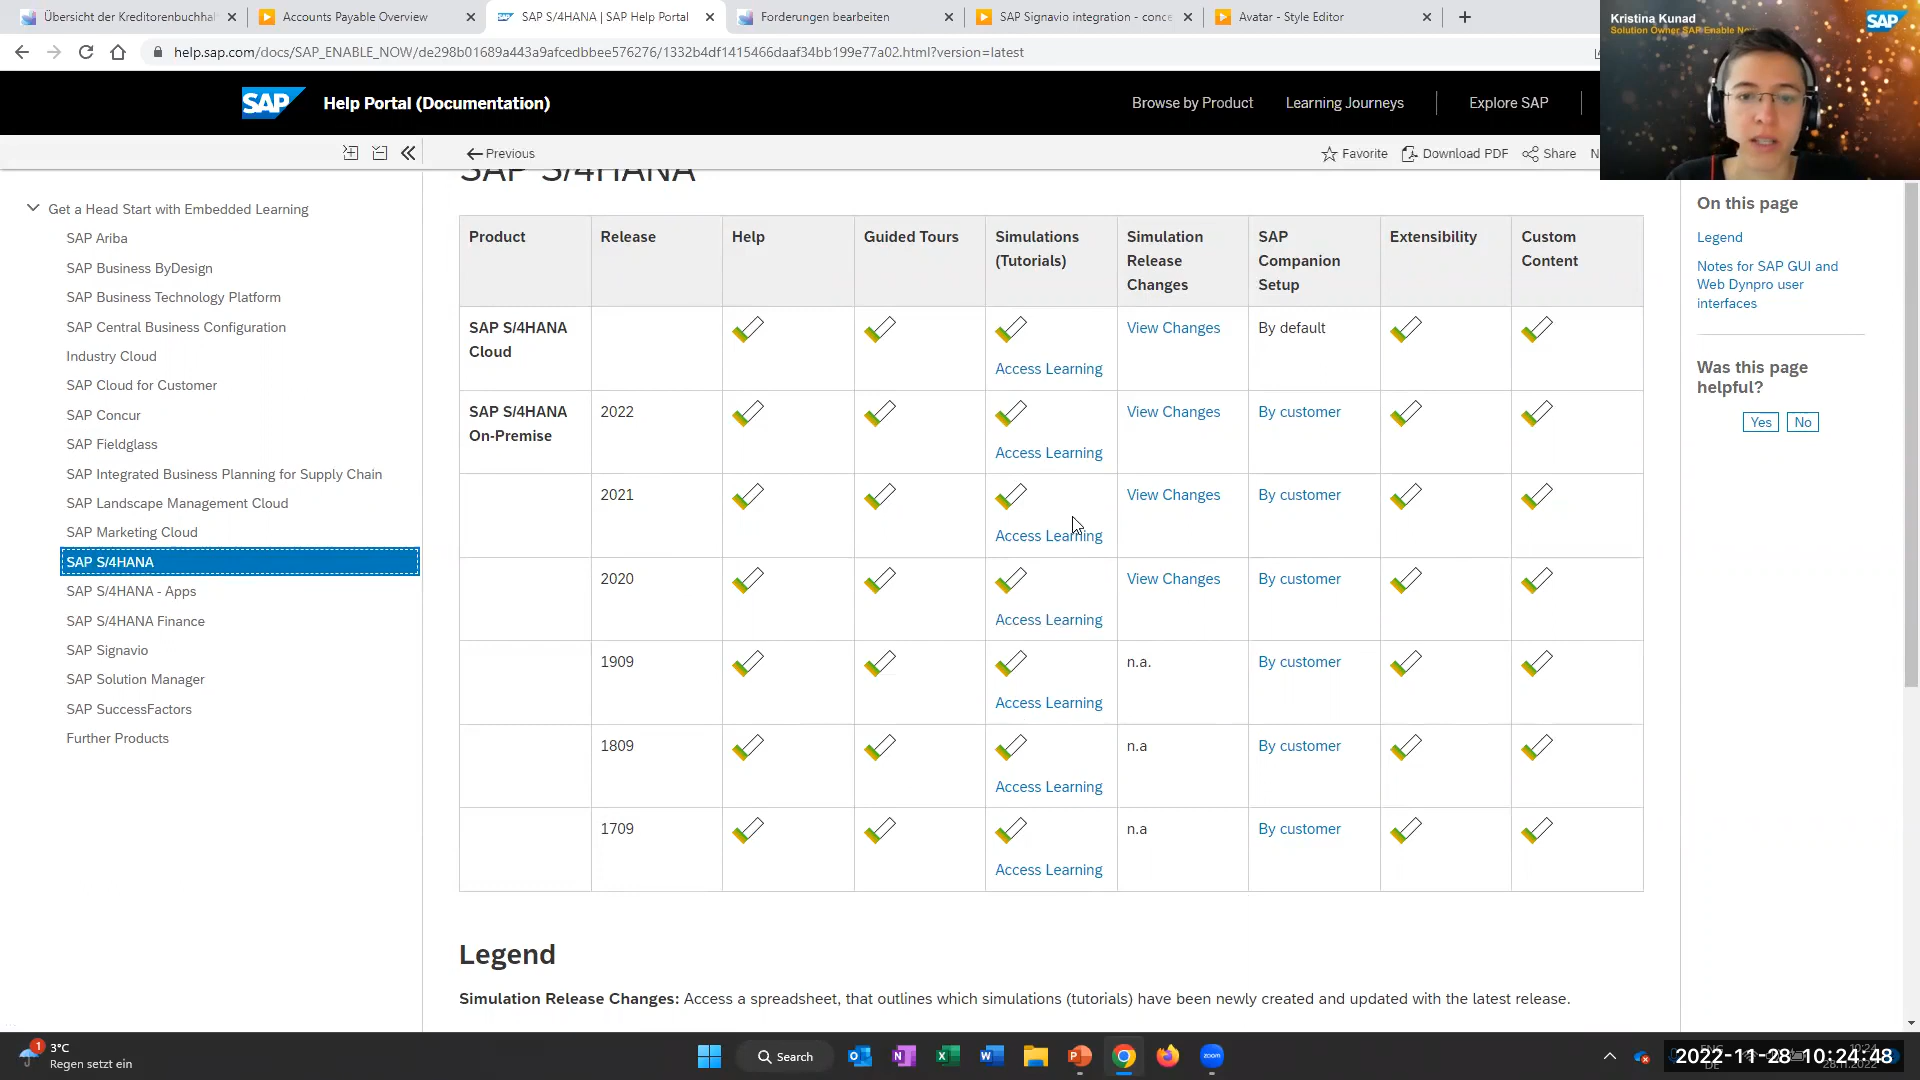 Übersicht der Kreditorenbuchhal
Accounts Payable Overview
SAP S/4HANA | SAP Help Portal
Forderungen bearbeiten
SAP Signavio integration - conce
Avatar - Style Editor
help.sap.com/docs/SAP_ENABLE_NOW/de298b01689a443a9afcedbbee576276/1332b4df1415466daaf34bb199e77a02.html?version=latest
Kristina Kunad
Solution Owner SAP Enable No
SAP
SAP
Help Portal (Documentation)
Browse by Product
Learning Journeys
Explore SAP
Previous
Favorite
Download PDF
Share
N
Get a Head Start with Embedded Learning
SAP Ariba
SAP Business ByDesign
SAP Business Technology Platform
SAP Central Business Configuration
Industry Cloud
SAP Cloud for Customer
SAP Concur
SAP Fieldglass
SAP Integrated Business Planning for Supply Chain
SAP Landscape Management Cloud
SAP Marketing Cloud
SAP S/4HANA
SAP S/4HANA - Apps
SAP S/4HANA Finance
SAP Signavio
SAP Solution Manager
SAP SuccessFactors
Further Products
SAP S/4HANA
Product
Release
Help
Guided Tours
Simulations
(Tutorials)
Simulation
Release
Changes
SAP
Companion
Setup
Extensibility
Custom
Content
SAP S/4HANA
Cloud
Access Learning
View Changes
By default
SAP S/4HANA
On-Premise
2022
Access Learning
View Changes
By customer
2021
Access Learning
View Changes
By customer
2020
Access Learning
View Changes
By customer
1909
Access Learning
n.a.
By customer
1809
Access Learning
n.a
By customer
1709
Access Learning
n.a
By customer
Legend
Simulation Release Changes: Access a spreadsheet, that outlines which simulations (tutorials) have been newly created and updated with the latest release.
On this page
Legend
Notes for SAP GUI and
Web Dynpro user
interfaces
Was this page
helpful?
Yes
No
1
3°C
Regen setzt ein
Search
zoom
2022-11-28 10:24:48